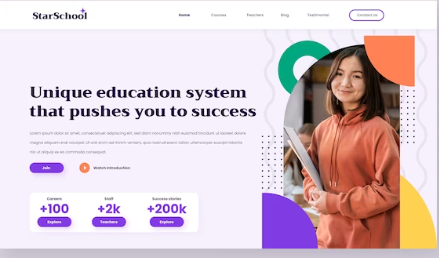 StarSchool
Home Courses Teachers Blog Testimonial Contact us
Unique education system
that pushes you to success
Lorem ipsum dolor sit amet, consectetuer adipiscing elit, sed diam nonummy nibh euismod tincidunt ut laoreet dolore
magna aliquam erat volutpat. Ut wisi enim ad minim veniam, quis nostrud exerci tation ullamcorper suscipit lobortis
nisl ut aliquip ex ea commodo consequat.
Join Watch introduction
Careers Staff Success stories
+100 +2k +200k
Explore Teachers Explore